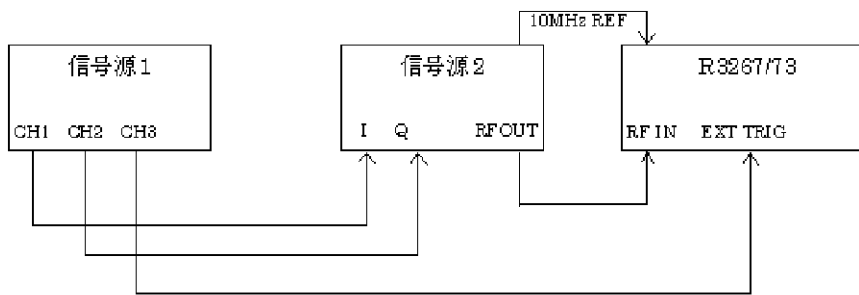 10MHz REF
信号源1
信号源2
R3267/73
CH1 CH2 CH3
I Q RFOUT
RF IN EXT TRIG